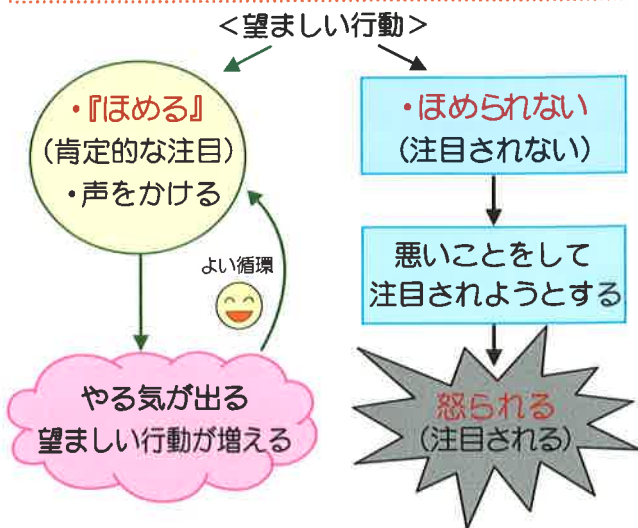 ＜望ましい行動＞
・『ほめる』
（肯定的な注目）
・声をかける
よい循環
やる気が出る
望ましい行動が増える
・ほめられない
（注目されない）
悪いことをして
注目されようとする
怒られる
（注目される）